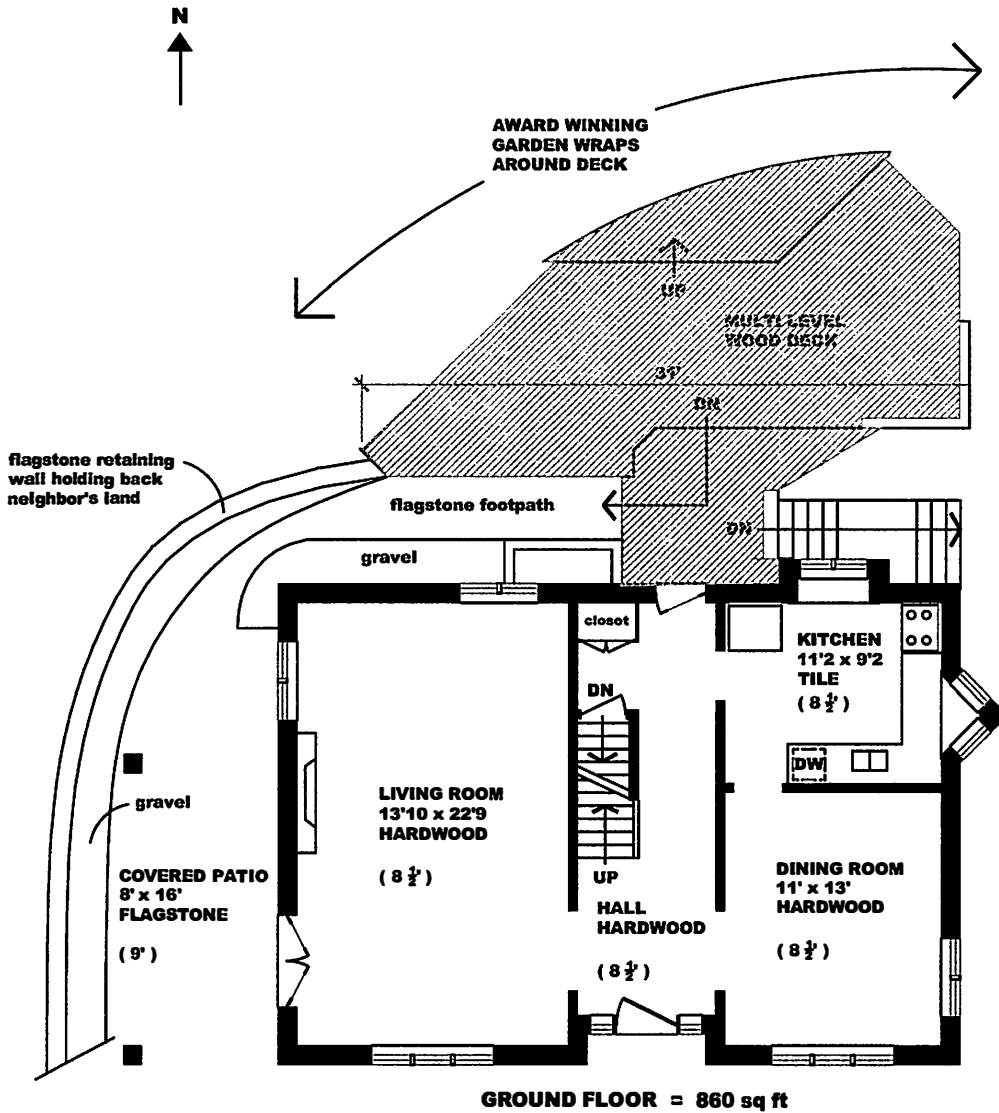 N
AWARD WINNING
GARDEN WRAPS
AROUND DECK
UP
MULTI LEVEL
WOOD DECK
31'
DN
flagstone retaining
wall holding back
neighbor's land
flagstone footpath
DN
gravel
closet
KITCHEN
11'2 x 9'2
TILE
( 8 ½' )
DN
DW
gravel
LIVING ROOM
13'10 x 22'9
HARDWOOD
( 8 ½' )
COVERED PATIO
8' x 16'
FLAGSTONE
( 9' )
UP
HALL
HARDWOOD
( 8 ½' )
DINING ROOM
11' x 13'
HARDWOOD
( 8 ½' )
GROUND FLOOR = 860 sq ft